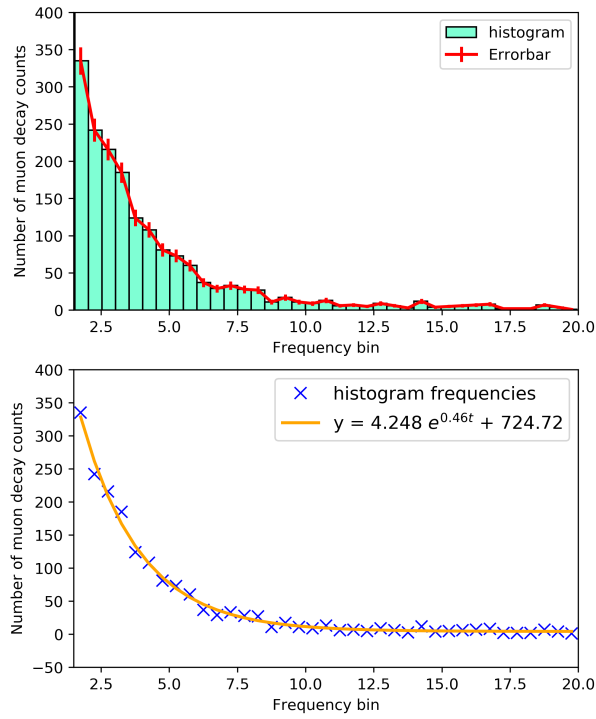 400
350
300
250
200
150
100
50
0
Number of muon decay counts
histogram
Errorbar
2.5 5.0 7.5 10.0 12.5 15.0 17.5 20.0
Frequency bin
400
350
300
250
200
150
100
50
0
−50
Number of muon decay counts
histogram frequencies
y = 4.248 e^{0.46t} + 724.72
2.5 5.0 7.5 10.0 12.5 15.0 17.5 20.0
Frequency bin